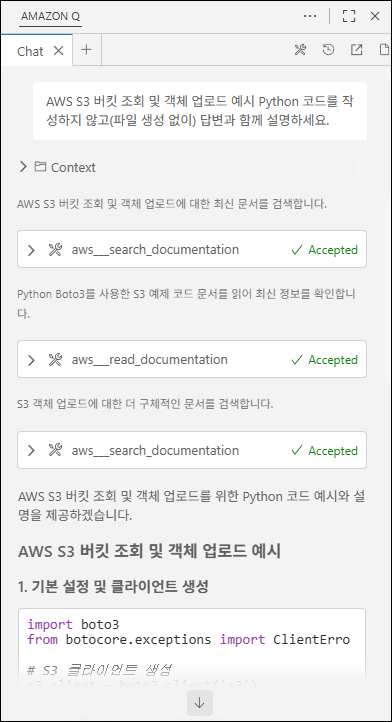 AMAZON Q
Chat
AWS S3 버킷 조회 및 객체 업로드 예시 Python 코드를 작
성하지 않고(파일 생성 없이) 답변과 함께 설명하세요.
Context
AWS S3 버킷 조회 및 객체 업로드에 대한 최신 문서를 검색합니다.
aws___search_documentation
Accepted
Python Boto3를 사용한 S3 예제 코드 문서를 읽어 최신 정보를 확인합니
다.
aws___read_documentation
Accepted
S3 객체 업로드에 대한 더 구체적인 문서를 검색합니다.
aws___search_documentation
Accepted
AWS S3 버킷 조회 및 객체 업로드를 위한 Python 코드 예시와 설
명을 제공하겠습니다.
AWS S3 버킷 조회 및 객체 업로드 예시
1. 기본 설정 및 클라이언트 생성
import boto3
from botocore.exceptions import ClientErro
# S3 클라이언트 생성
s3_client = boto3.client('s3')